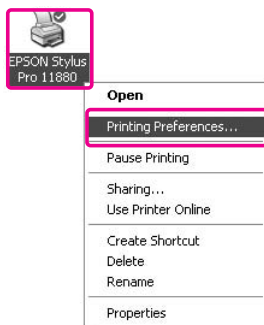 EPSON Stylus
Pro 11880
Open
Printing Preferences...
Pause Printing
Sharing...
Use Printer Online
Create Shortcut
Delete
Rename
Properties